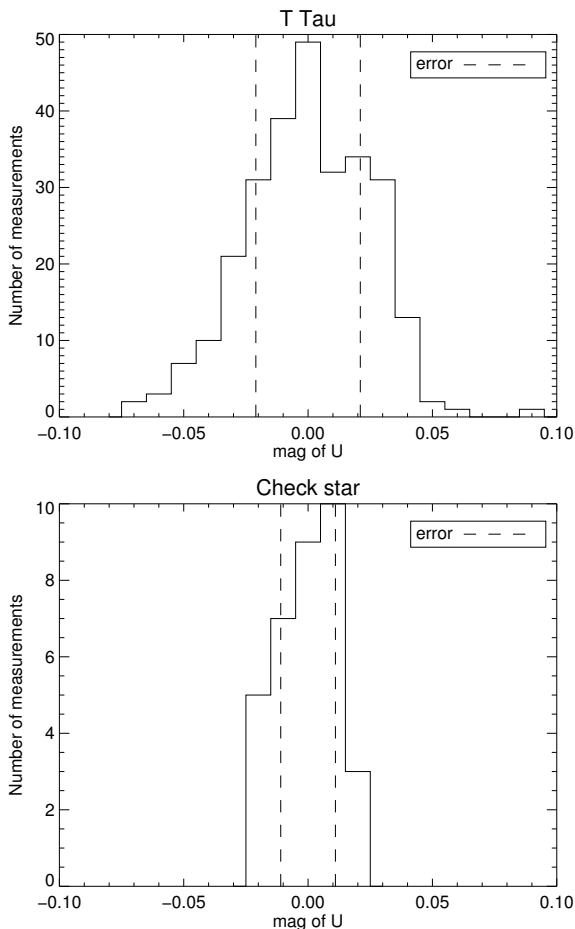 T Tau
50
40
30
20
10
0
Number of measurements
error
−0.10 −0.05 0.00 0.05 0.10
mag of U
Check star
10
8
6
4
2
0
Number of measurements
error
−0.10 −0.05 0.00 0.05 0.10
mag of U